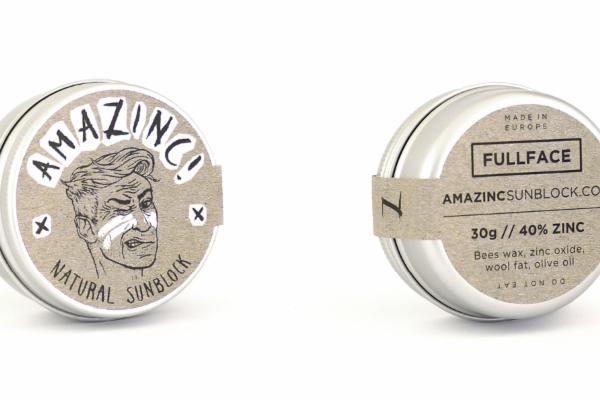 AMAZINC!
X X
NATURAL SUNBLOCK
MADE IN
EUROPE
FULLFACE
AMAZINCSUNBLOCK.CO
30g // 40% ZINC
Bees wax, zinc oxide,
wool fat, olive oil
DO NOT EAT
Z